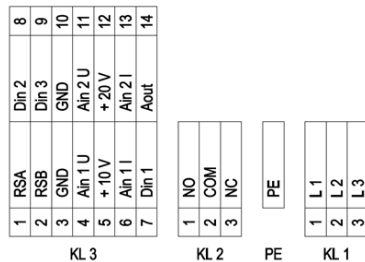 8 9 10 11 12 13 14
Din 2 Din 3 GND Ain 2 U + 20 V Ain 2 I Aout
RSA RSB GND Ain 1 U + 10 V Ain 1 I Din 1
1 2 3 4 5 6 7
KL 3
NO COM NC
1 2 3
KL 2
PE
PE
L 1 L 2 L 3
1 2 3
KL 1